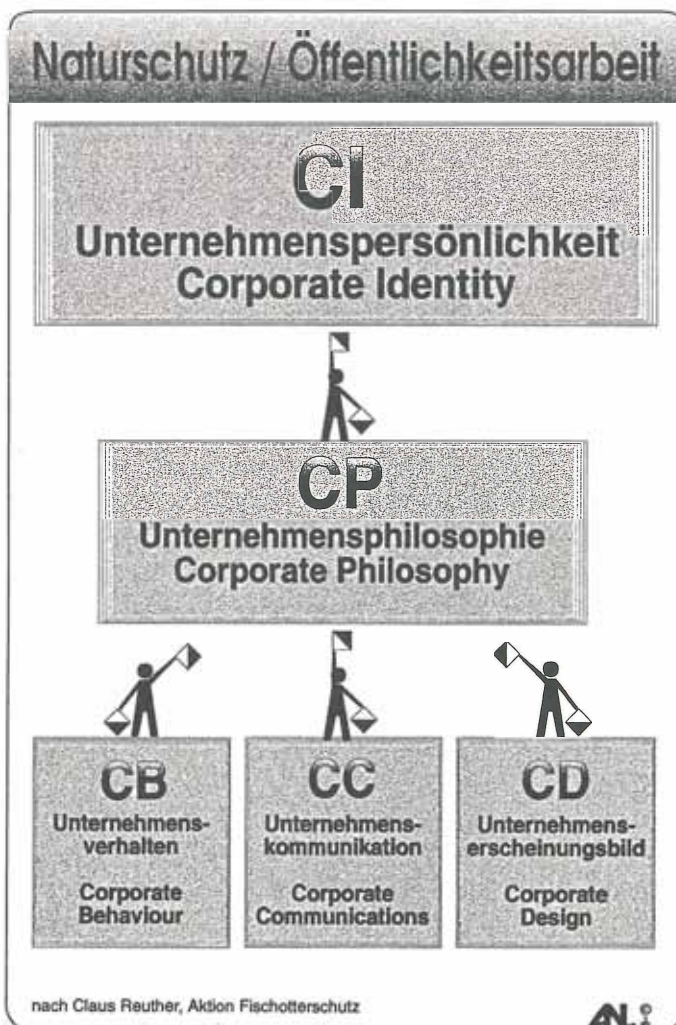 Naturschutz / Öffentlichkeitsarbeit
CI
Unternehmenspersönlichkeit
Corporate Identity
CP
Unternehmensphilosophie
Corporate Philosophy
CB
Unternehmens-
verhalten
Corporate
Behaviour
CC
Unternehmens-
kommunikation
Corporate
Communications
CD
Unternehmens-
erscheinungsbild
Corporate
Design
nach Claus Reuther, Aktion Fischotterschutz